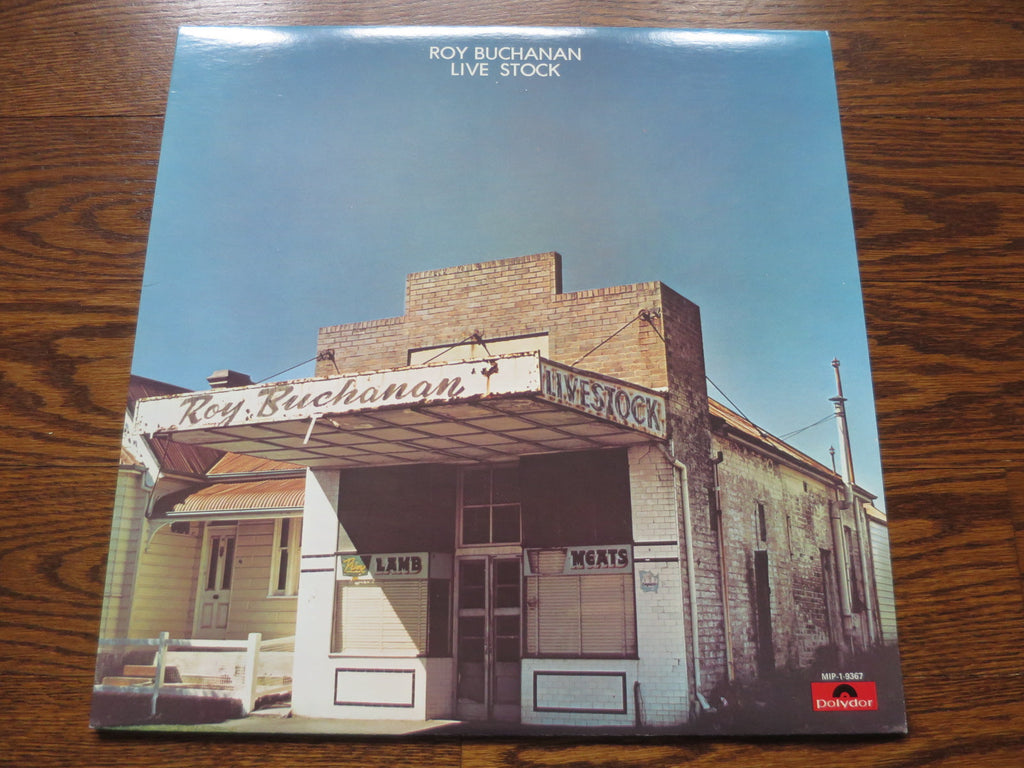 ROY BUCHANAN
LIVE STOCK
Roy Buchanan
LIVESTOCK
LAMB
MEATS
MIP-1-9367
polydor